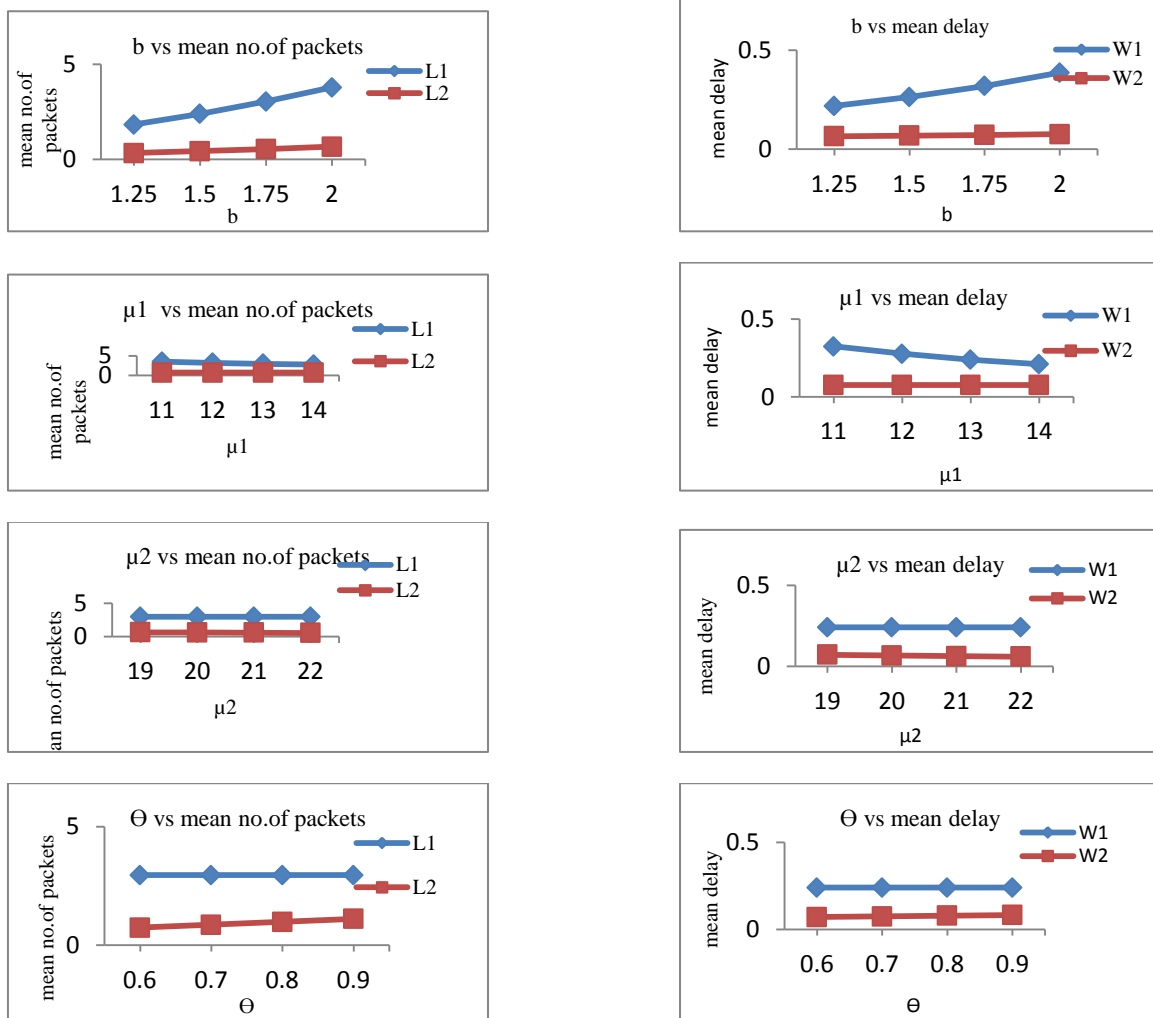 b vs mean no.of packets
mean no.of
packets
5
0
L1
L2
1.25 1.5 1.75 2
b
b vs mean delay
mean delay
0.5
0
W1
W2
1.25 1.5 1.75 2
b
µ1 vs mean no.of packets
mean no.of
packets
5
0
L1
L2
11 12 13 14
µ1
µ1 vs mean delay
mean delay
0.5
0
W1
W2
11 12 13 14
µ1
µ2 vs mean no.of packets
an no.of packets
5
0
L1
L2
19 20 21 22
µ2
µ2 vs mean delay
mean delay
0.5
0
W1
W2
19 20 21 22
µ2
Ө vs mean no.of packets
mean no.of packets
5
0
L1
L2
0.6 0.7 0.8 0.9
Ө
Ө vs mean delay
mean delay
0.5
0
W1
W2
0.6 0.7 0.8 0.9
Ө